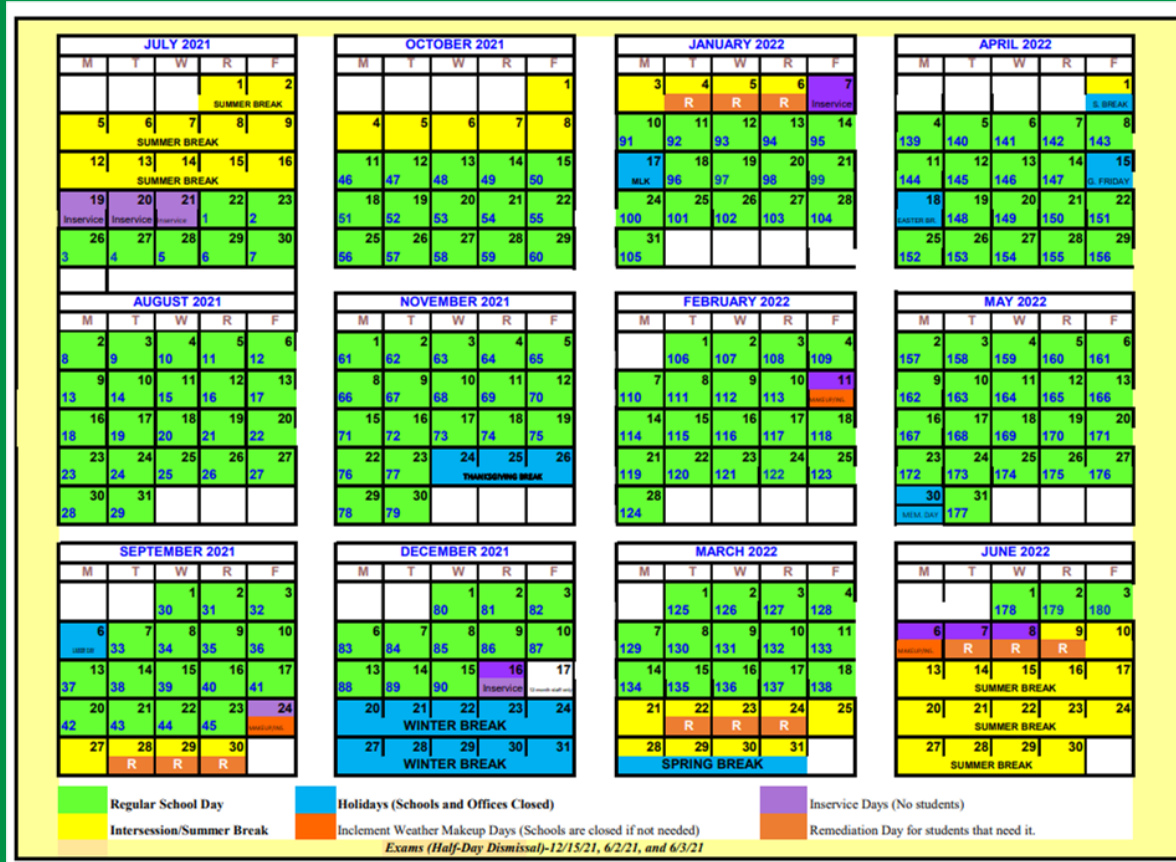 JULY 2021
M T W R F
1 2
SUMMER BREAK
5 6 7 8 9
SUMMER BREAK
12 13 14 15 16
SUMMER BREAK
19 20 21 22 23
Inservice Inservice Inservice 1 2
26 27 28 29 30
3 4 5 6 7
AUGUST 2021
M T W R F
2 3 4 5 6
8 9 10 11 12
9 10 11 12 13
13 14 15 16 17
16 17 18 19 20
18 19 20 21 22
23 24 25 26 27
23 24 25 26 27
30 31
28 29
SEPTEMBER 2021
M T W R F
1 2 3
30 31 32
6 7 8 9 10
33 34 35 36
13 14 15 16 17
37 38 39 40 41
20 21 22 23 24
42 43 44 45
27 28 29 30
R R R
OCTOBER 2021
M T W R F
1
4 5 6 7 8
11 12 13 14 15
46 47 48 49 50
18 19 20 21 22
51 52 53 54 55
25 26 27 28 29
56 57 58 59 60
NOVEMBER 2021
M T W R F
1 2 3 4 5
61 62 63 64 65
8 9 10 11 12
66 67 68 69 70
15 16 17 18 19
71 72 73 74 75
22 23 24 25 26
76 77 THANKSGIVING BREAK
29 30
78 79
DECEMBER 2021
M T W R F
1 2 3
80 81 82
6 7 8 9 10
83 84 85 86 87
13 14 15 16 17
88 89 90 Inservice 12 month staff only
20 21 22 23 24
WINTER BREAK
27 28 29 30 31
WINTER BREAK
JANUARY 2022
M T W R F
3 4 5 6 7
R R R Inservice
10 11 12 13 14
91 92 93 94 95
17 18 19 20 21
MLK 96 97 98 99
24 25 26 27 28
100 101 102 103 104
31
105
FEBRUARY 2022
M T W R F
1 2 3 4
106 107 108 109
7 8 9 10 11
110 111 112 113
14 15 16 17 18
114 115 116 117 118
21 22 23 24 25
119 120 121 122 123
28
124
MARCH 2022
M T W R F
1 2 3 4
125 126 127 128
7 8 9 10 11
129 130 131 132 133
14 15 16 17 18
134 135 136 137 138
21 22 23 24 25
R R R
28 29 30 31
SPRING BREAK
APRIL 2022
M T W R F
1
S. BREAK
4 5 6 7 8
139 140 141 142 143
11 12 13 14 15
144 145 146 147 G. FRIDAY
18 19 20 21 22
EASTER BR. 148 149 150 151
25 26 27 28 29
152 153 154 155 156
MAY 2022
M T W R F
2 3 4 5 6
157 158 159 160 161
9 10 11 12 13
162 163 164 165 166
16 17 18 19 20
167 168 169 170 171
23 24 25 26 27
172 173 174 175 176
30 31
MEM. DAY 177
JUNE 2022
M T W R F
1 2 3
178 179 180
6 7 8 9 10
R R R
13 14 15 16 17
SUMMER BREAK
20 21 22 23 24
SUMMER BREAK
27 28 29 30
SUMMER BREAK
Regular School Day Holidays (Schools and Offices Closed) Inservice Days (No students)
Intersession/Summer Break Inclement Weather Makeup Days (Schools are closed if not needed) Remediation Day for students that need it.
Exams (Half-Day Dismissal)-12/15/21, 6/2/21, and 6/3/21